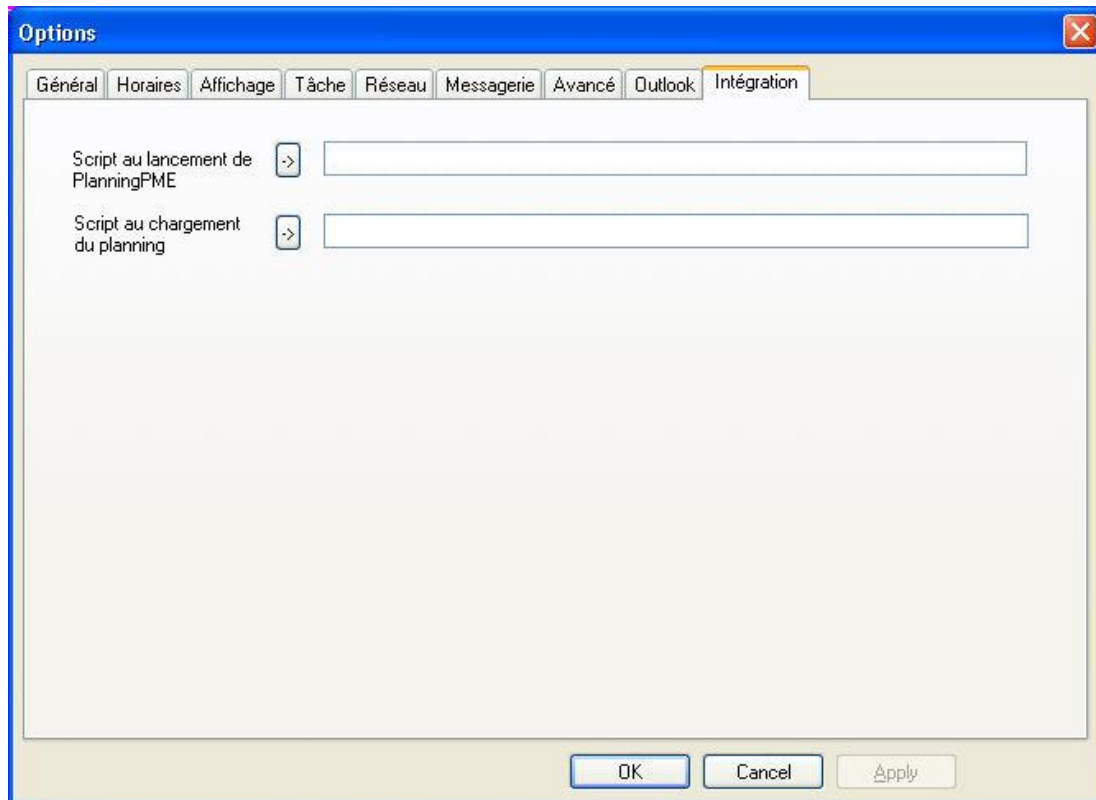 Options
Général Horaires Affichage Tâche Réseau Messagerie Avancé Outlook Intégration
Script au lancement de
PlanningPME
->
Script au chargement
du planning
->
OK Cancel Apply